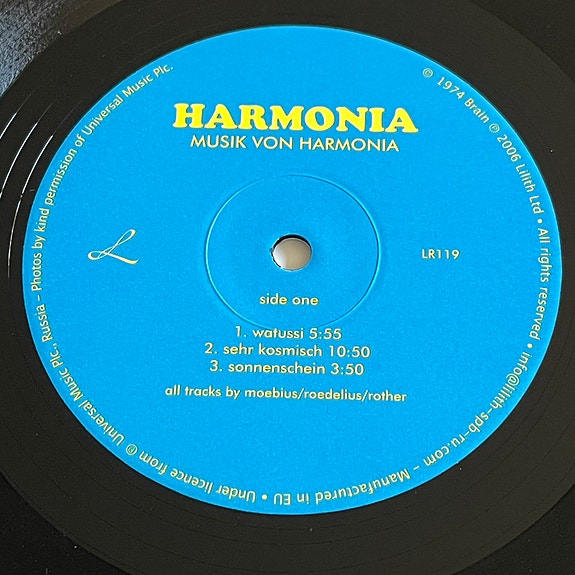 HARMONIA
MUSIK VON HARMONIA
L
LR119
side one
1. watussi 5:55
2. sehr kosmisch 10:50
3. sonnenschein 3:50
all tracks by moebius/roedelius/rother
℗ 1974 Brain ℗ 2006 Lilith Ltd • All rights reserved • info@lilith-spb-ru.com – Manufactured in EU • Under licence from ℗ Universal Music Plc., Russia – Photos by kind permission of Universal Music Plc.